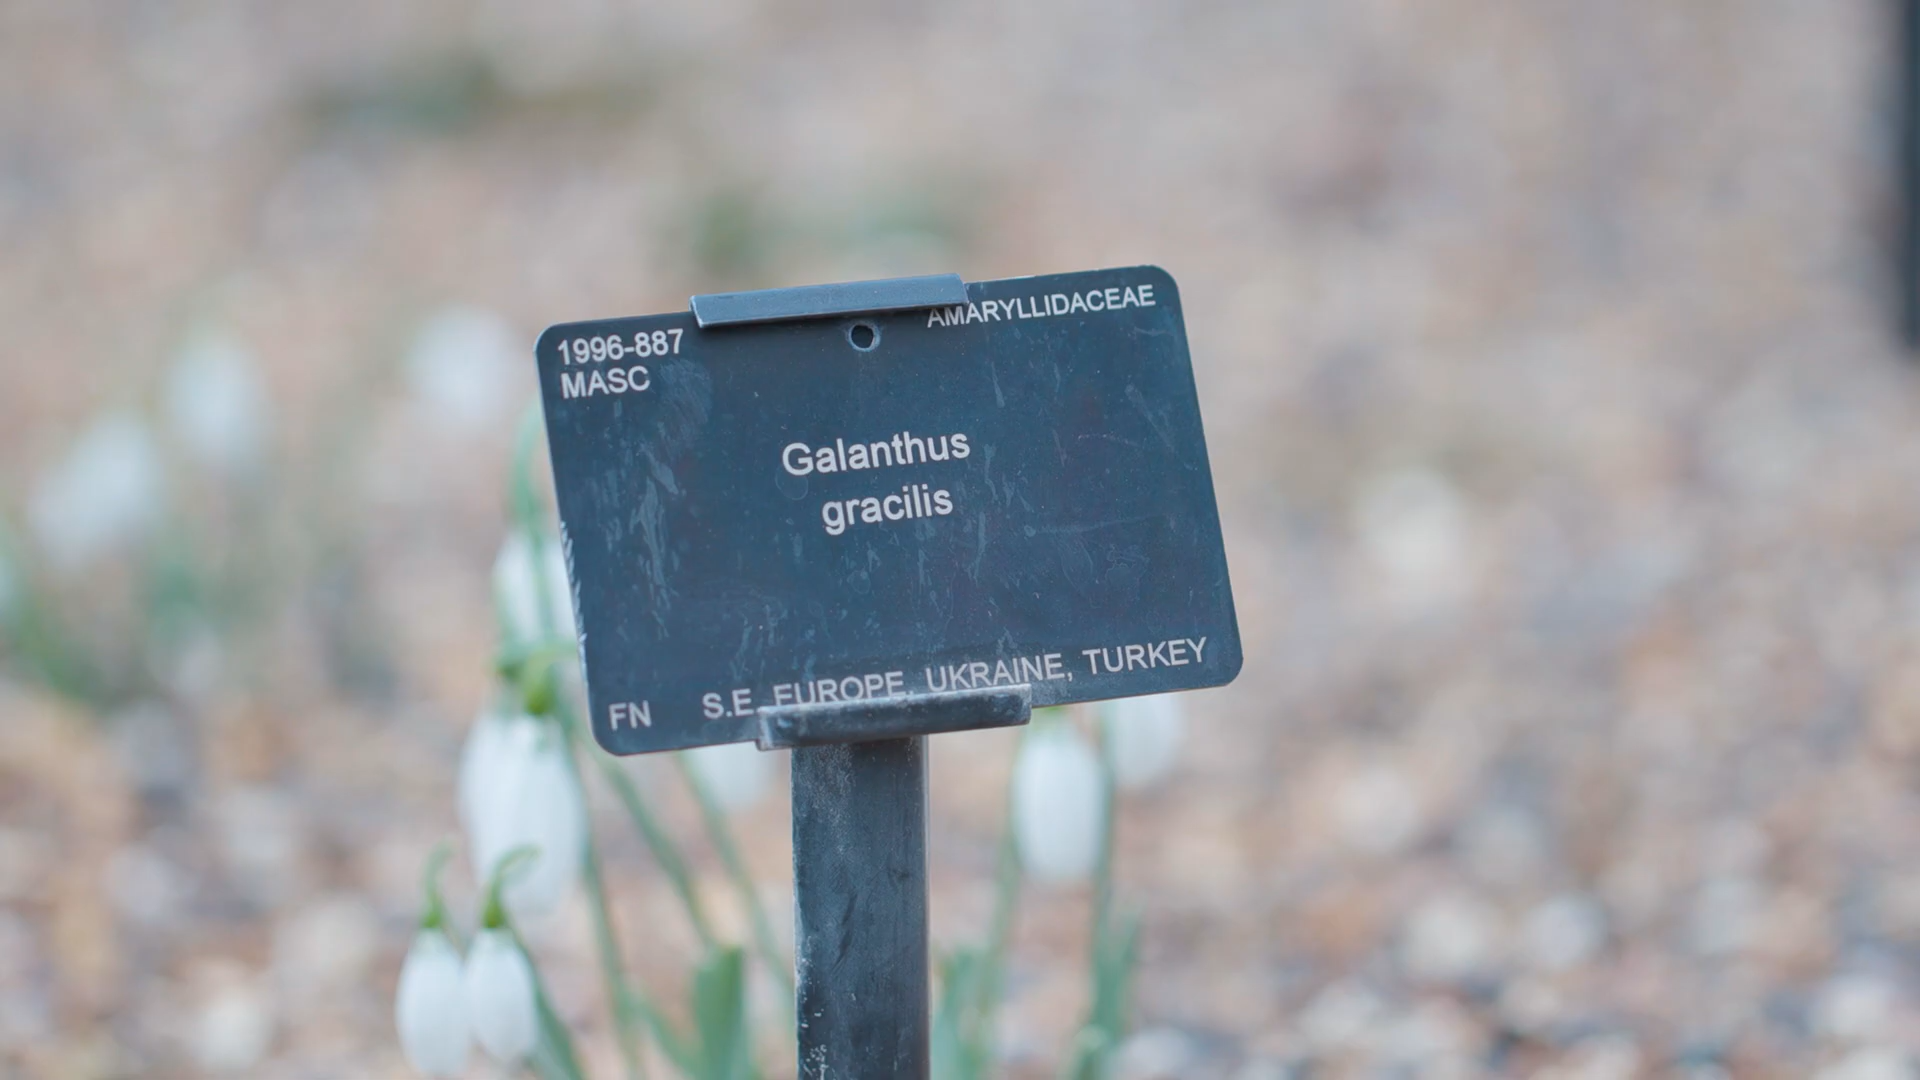 1996-887 AMARYLLIDACEAE
MASC
Galanthus
gracilis
FN S.E. EUROPE, UKRAINE, TURKEY